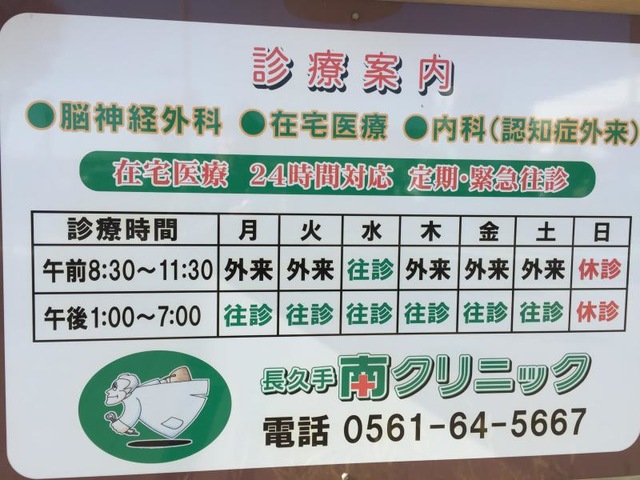 診療案内
●脳神経外科 ●在宅医療 ●内科(認知症外来)
在宅医療 24時間対応 定期・緊急往診
診療時間 月 火 水 木 金 土 日
午前8:30〜11:30 外来 外来 往診 外来 外来 外来 休診
午後1:00〜7:00 往診 往診 往診 往診 往診 往診 休診
長久手 南クリニック
電話 0561-64-5667